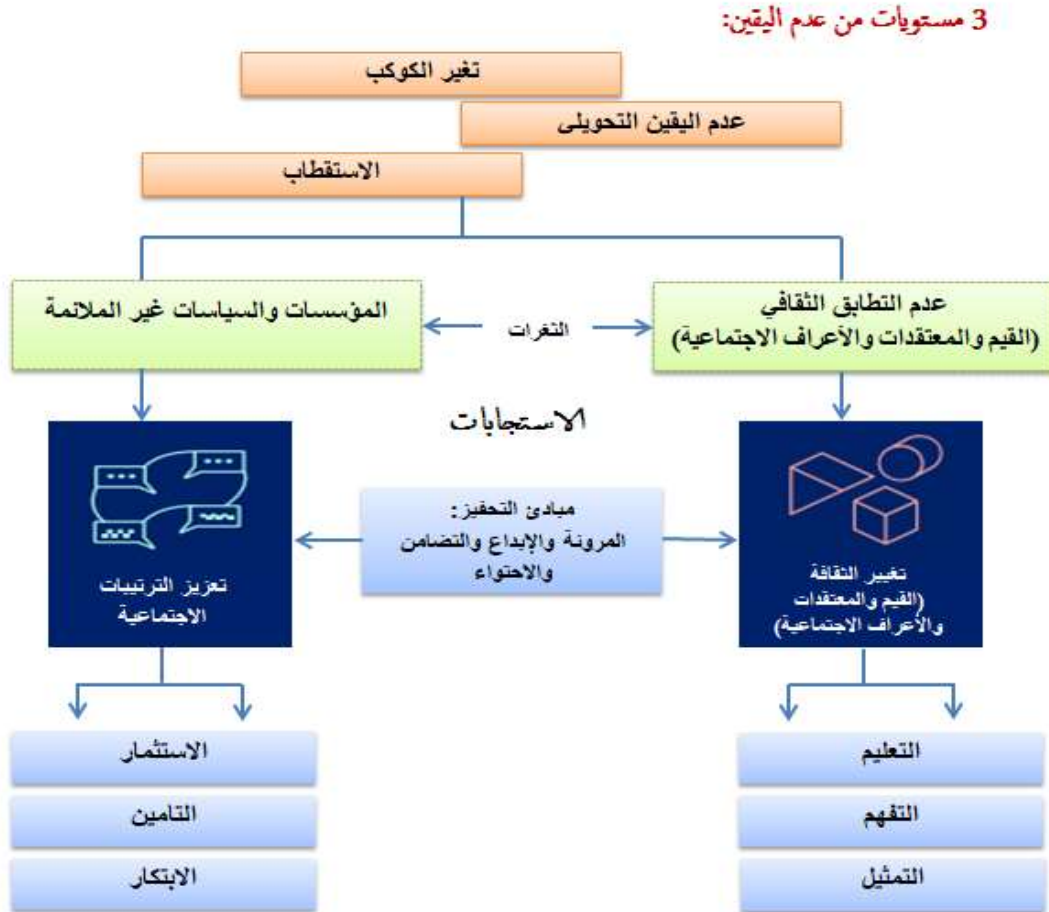 3 مستويات من عدم اليقين:
تغير الكوكب
عدم اليقين التحويلى
الاستقطاب
عدم التطابق الثقافي
(القيم والمعتقدات والأعراف الاجتماعية)
الثغرات
المؤسسات والسياسات غير الملائمة
الاستجابات
تغيير الثقافة
(القيم والمعتقدات
والأعراف الاجتماعية)
مبادئ التحفيز:
المرونة والإبداع والتضامن
والاحتواء
تعزيز الترتيبات
الاجتماعية
التعليم
التفهم
التمثيل
الاستثمار
التامين
الابتكار